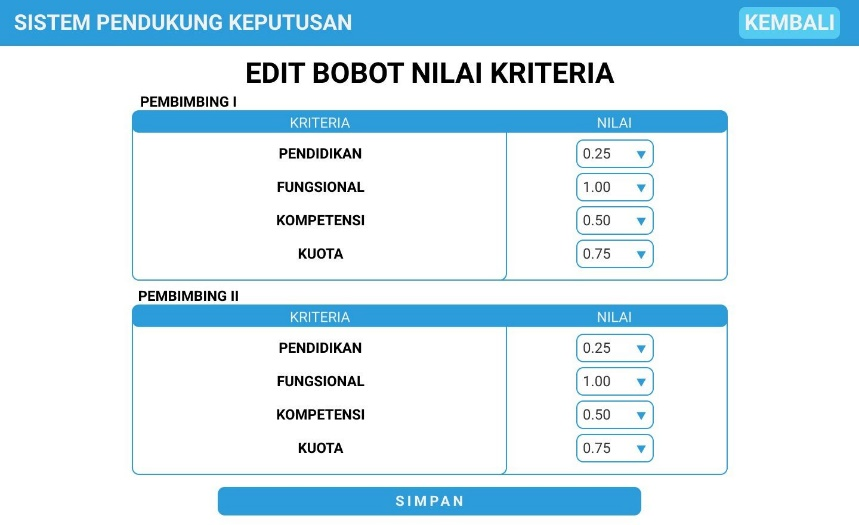 SISTEM PENDUKUNG KEPUTUSAN KEMBALI
EDIT BOBOT NILAI KRITERIA
PEMBIMBING I
KRITERIA NILAI
PENDIDIKAN 0.25
FUNGSIONAL 1.00
KOMPETENSI 0.50
KUOTA 0.75
PEMBIMBING II
KRITERIA NILAI
PENDIDIKAN 0.25
FUNGSIONAL 1.00
KOMPETENSI 0.50
KUOTA 0.75
SIMPAN